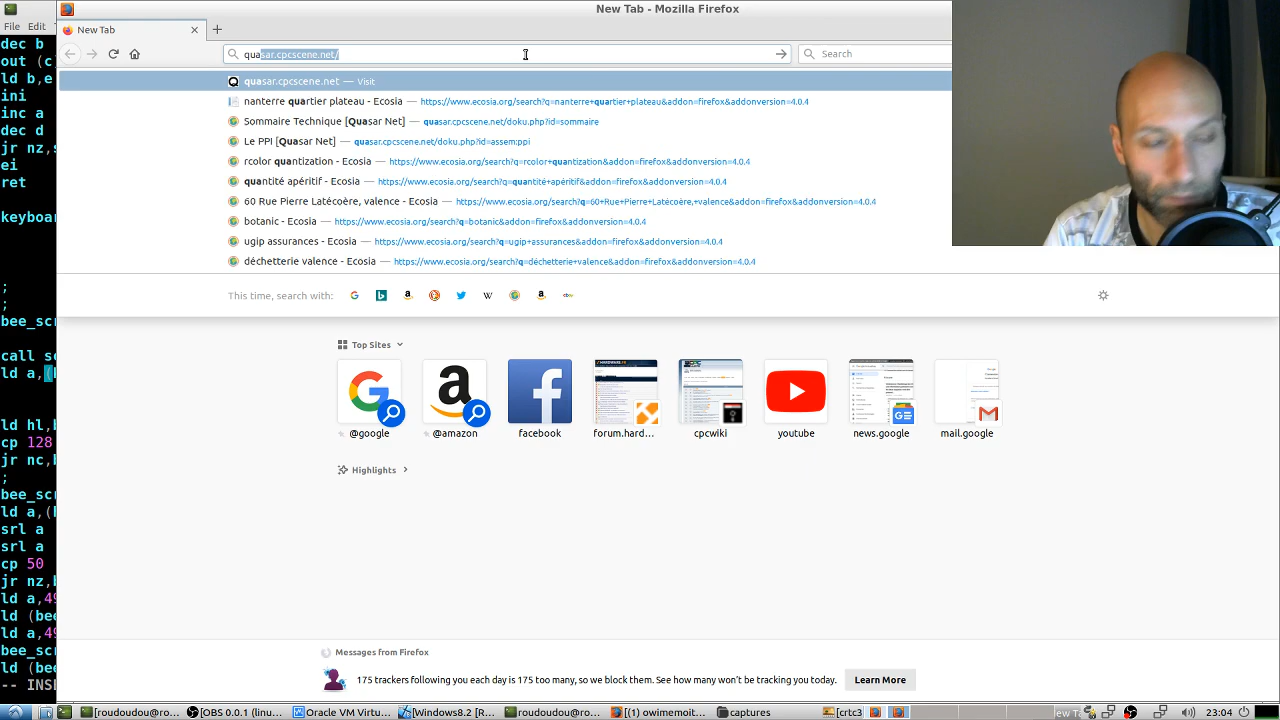 New Tab - Mozilla Firefox
File Edit
New Tab
quasar.cpcscene.net/
Search
quasar.cpcscene.net — Visit
nanterre quartier plateau - Ecosia — https://www.ecosia.org/search?q=nanterre+quartier+plateau&addon=firefox&addonversion=4.0.4
Sommaire Technique [Quasar Net] — quasar.cpcscene.net/doku.php?id=sommaire
Le PPI [Quasar Net] — quasar.cpcscene.net/doku.php?id=assem:ppi
rcolor quantization - Ecosia — https://www.ecosia.org/search?q=rcolor+quantization&addon=firefox&addonversion=4.0.4
quantité apéritif - Ecosia — https://www.ecosia.org/search?q=quantité+apéritif&addon=firefox&addonversion=4.0.4
60 Rue Pierre Latécoère, valence - Ecosia — https://www.ecosia.org/search?q=60+Rue+Pierre+Latécoère,+valence&addon=firefox&addonversion=4.0.4
botanic - Ecosia — https://www.ecosia.org/search?q=botanic&addon=firefox&addonversion=4.0.4
ugip assurances - Ecosia — https://www.ecosia.org/search?q=ugip+assurances&addon=firefox&addonversion=4.0.4
déchetterie valence - Ecosia — https://www.ecosia.org/search?q=déchetterie+valence&addon=firefox&addonversion=4.0.4
This time, search with:
Top Sites
@google @amazon facebook forum.hard... cpcwiki youtube news.google mail.google
Highlights
Messages from Firefox
175 trackers following you each day is 175 too many, so we block them. See how many won't be tracking you today.
Learn More
dec b
out (c
ld b,e
ini
inc a
dec d
jr nz,s
ei
ret
keyboar
;
;
bee_scr
call sc
ld a,(
ld hl,b
cp 128
jr nc,b
;
bee_scr
ld a,(b
srl a
srl a
cp 50
jr nz,b
ld a,49
ld (bee
ld a,49
bee_scr
ld (bee
-- INSE
[roudoudou@ro... [OBS 0.0.1 (linu... Oracle VM Virtu... [Windows8.2 [R... roudoudou@ro... [(1) owimemoit... captures [crtc3 23:04